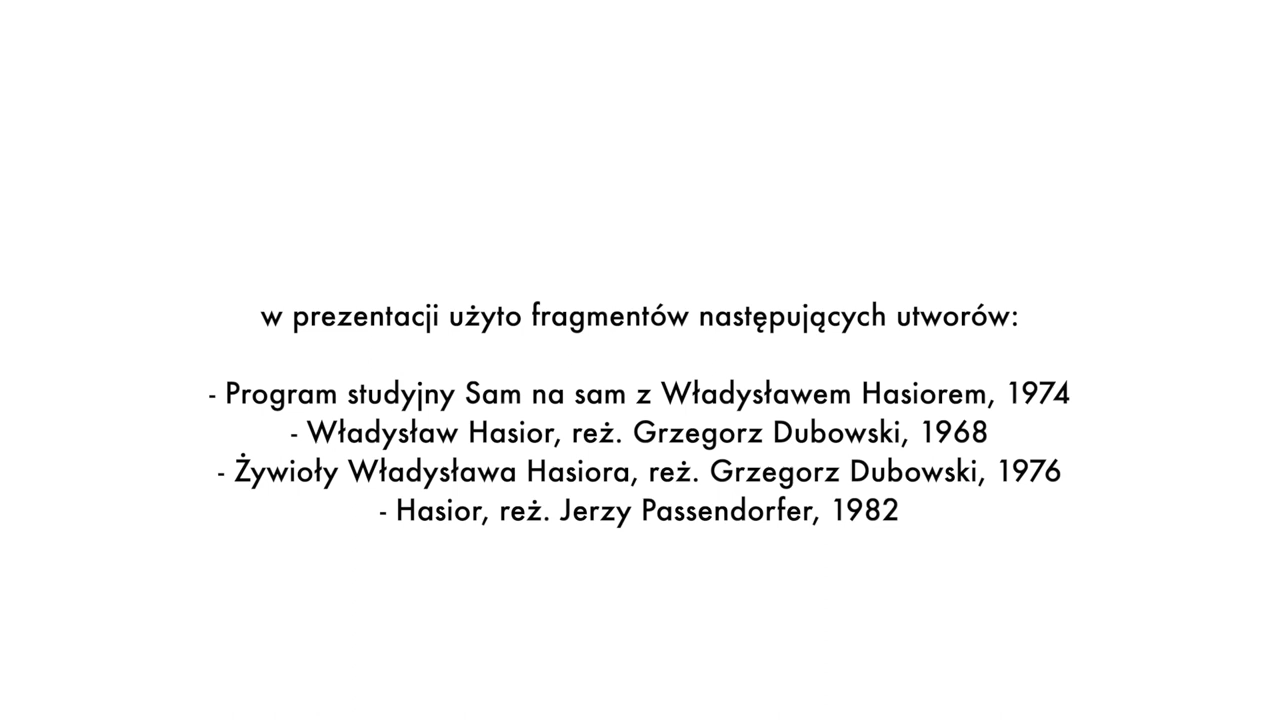 w prezentacji użyto fragmentów następujących utworów:
- Program studyjny Sam na sam z Władysławem Hasiorem, 1974
- Władysław Hasior, reż. Grzegorz Dubowski, 1968
- Żywioły Władysława Hasiora, reż. Grzegorz Dubowski, 1976
- Hasior, reż. Jerzy Passendorfer, 1982